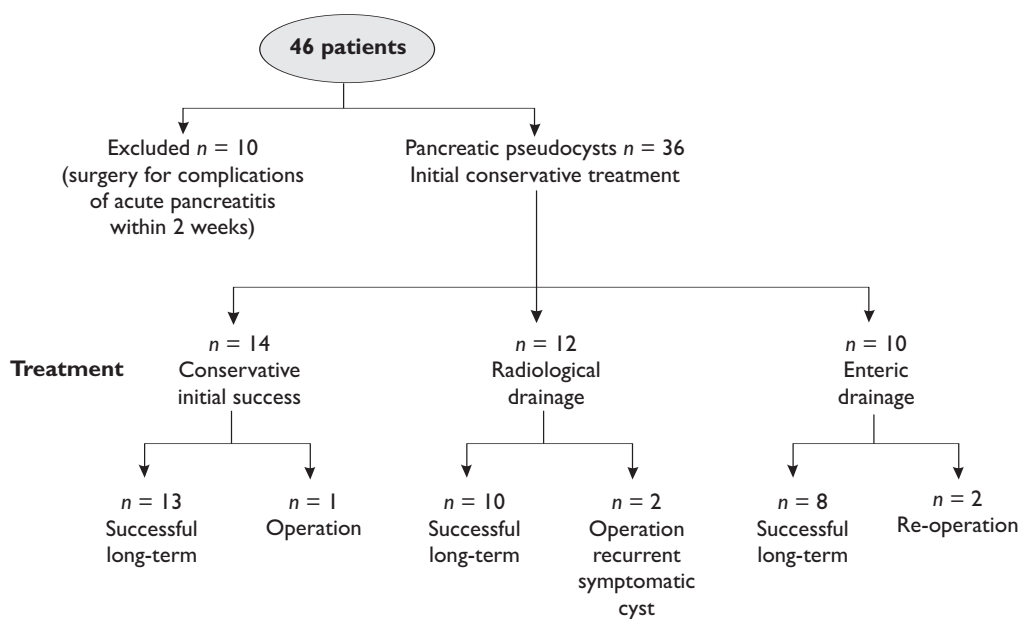 46 patients
Excluded n = 10
(surgery for complications
of acute pancreatitis
within 2 weeks)
Pancreatic pseudocysts n = 36
Initial conservative treatment
Treatment
n = 14
Conservative
initial success
n = 12
Radiological
drainage
n = 10
Enteric
drainage
n = 13
Successful
long-term
n = 1
Operation
n = 10
Successful
long-term
n = 2
Operation
recurrent
symptomatic
cyst
n = 8
Successful
long-term
n = 2
Re-operation